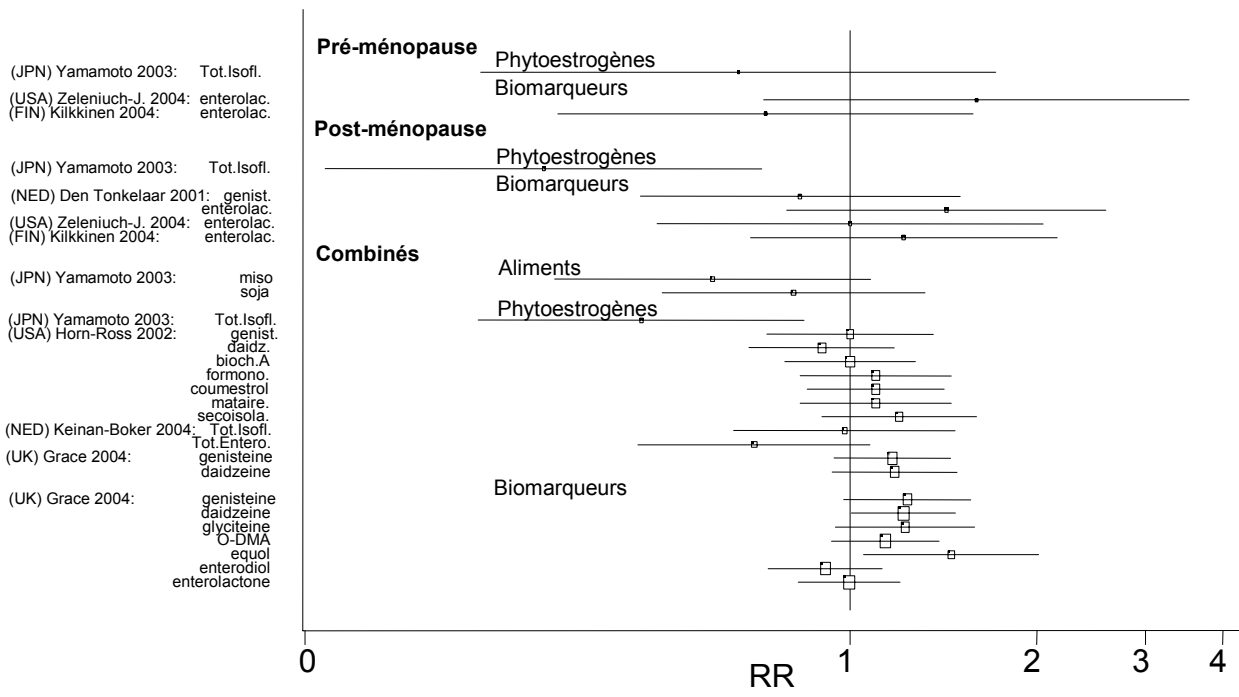 Pré-ménopause
Phytoestrogènes
(JPN) Yamamoto 2003: Tot.Isofl.
Biomarqueurs
(USA) Zeleniuch-J. 2004: enterolac.
(FIN) Kilkkinen 2004: enterolac.
Post-ménopause
Phytoestrogènes
(JPN) Yamamoto 2003: Tot.Isofl.
Biomarqueurs
(NED) Den Tonkelaar 2001: genist.
enterolac.
(USA) Zeleniuch-J. 2004: enterolac.
(FIN) Kilkkinen 2004: enterolac.
Combinés
Aliments
(JPN) Yamamoto 2003: miso
soja
Phytoestrogènes
(JPN) Yamamoto 2003: Tot.Isofl.
(USA) Horn-Ross 2002: genist.
daidz.
bioch.A
formono.
coumestrol
mataire.
secoisola.
(NED) Keinan-Boker 2004: Tot.Isofl.
Tot.Entero.
(UK) Grace 2004: genisteine
daidzeine
Biomarqueurs
(UK) Grace 2004: genisteine
daidzeine
glyciteine
O-DMA
equol
enterodiol
enterolactone
0 1 2 3 4
RR